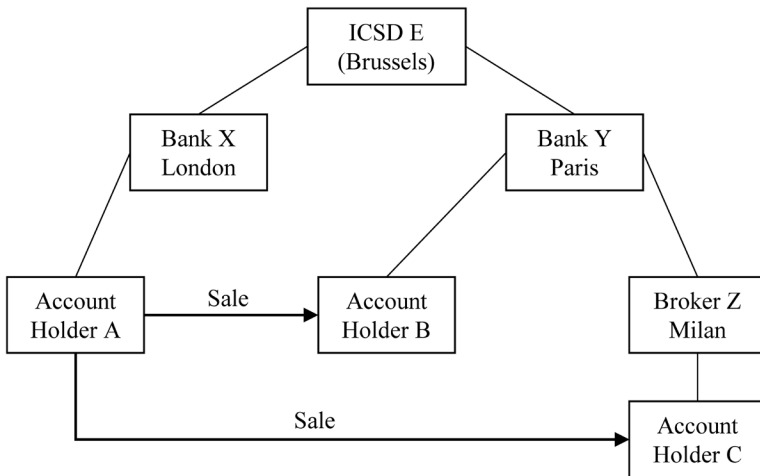 ICSD E
(Brussels)
Bank X
London
Bank Y
Paris
Account
Holder A
Sale
Account
Holder B
Broker Z
Milan
Sale
Account
Holder C